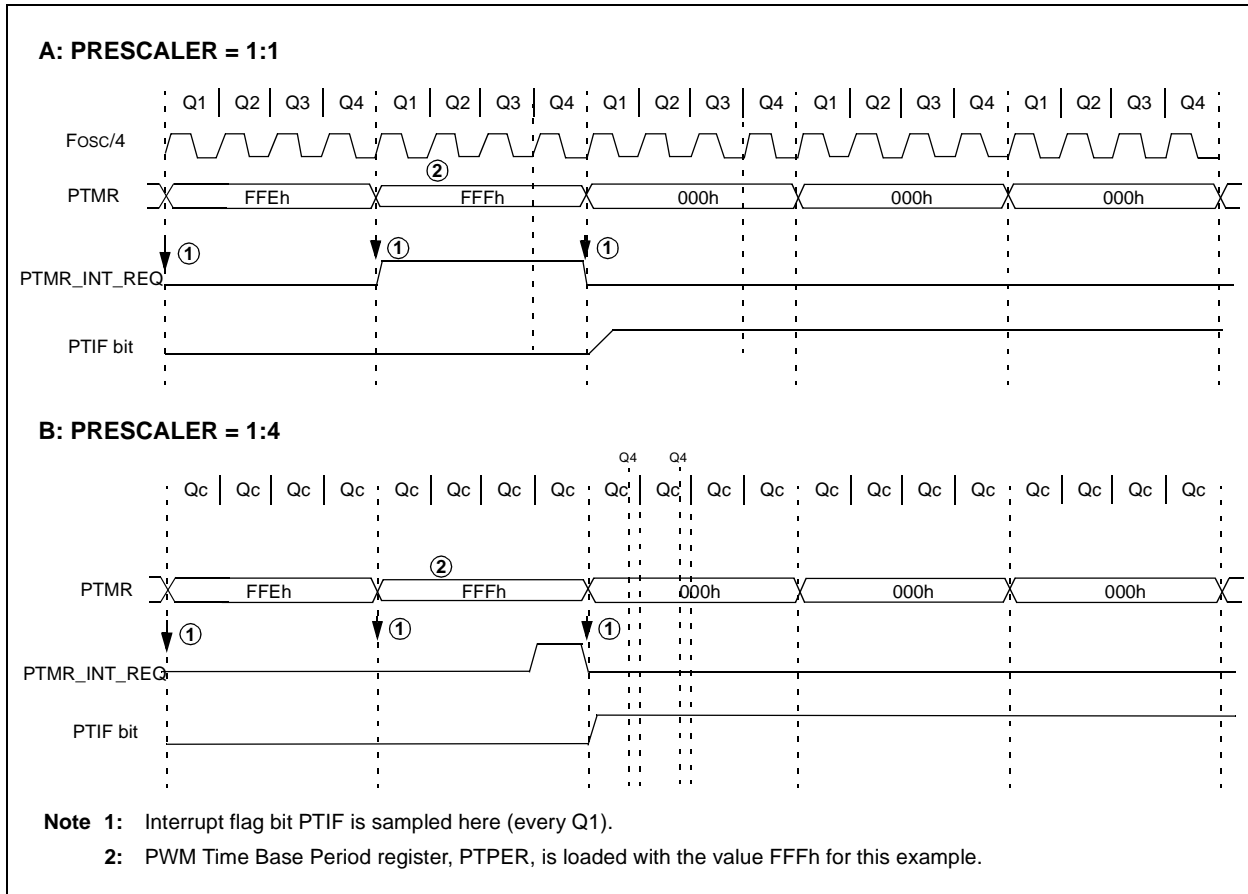 A: PRESCALER = 1:1
Q1 Q2 Q3 Q4 Q1 Q2 Q3 Q4 Q1 Q2 Q3 Q4 Q1 Q2 Q3 Q4 Q1 Q2 Q3 Q4
FOSC/4
2
PTMR FFEh FFFh 000h 000h 000h
1 1 1
PTMR_INT_REQ
PTIF bit
B: PRESCALER = 1:4
Q4 Q4
Qc Qc Qc Qc Qc Qc Qc Qc Qc Qc Qc Qc Qc Qc Qc Qc Qc Qc Qc Qc
2
PTMR FFEh FFFh 000h 000h 000h
1 1 1
PTMR_INT_REQ
PTIF bit
Note 1: Interrupt flag bit PTIF is sampled here (every Q1).
2: PWM Time Base Period register, PTPER, is loaded with the value FFFh for this example.